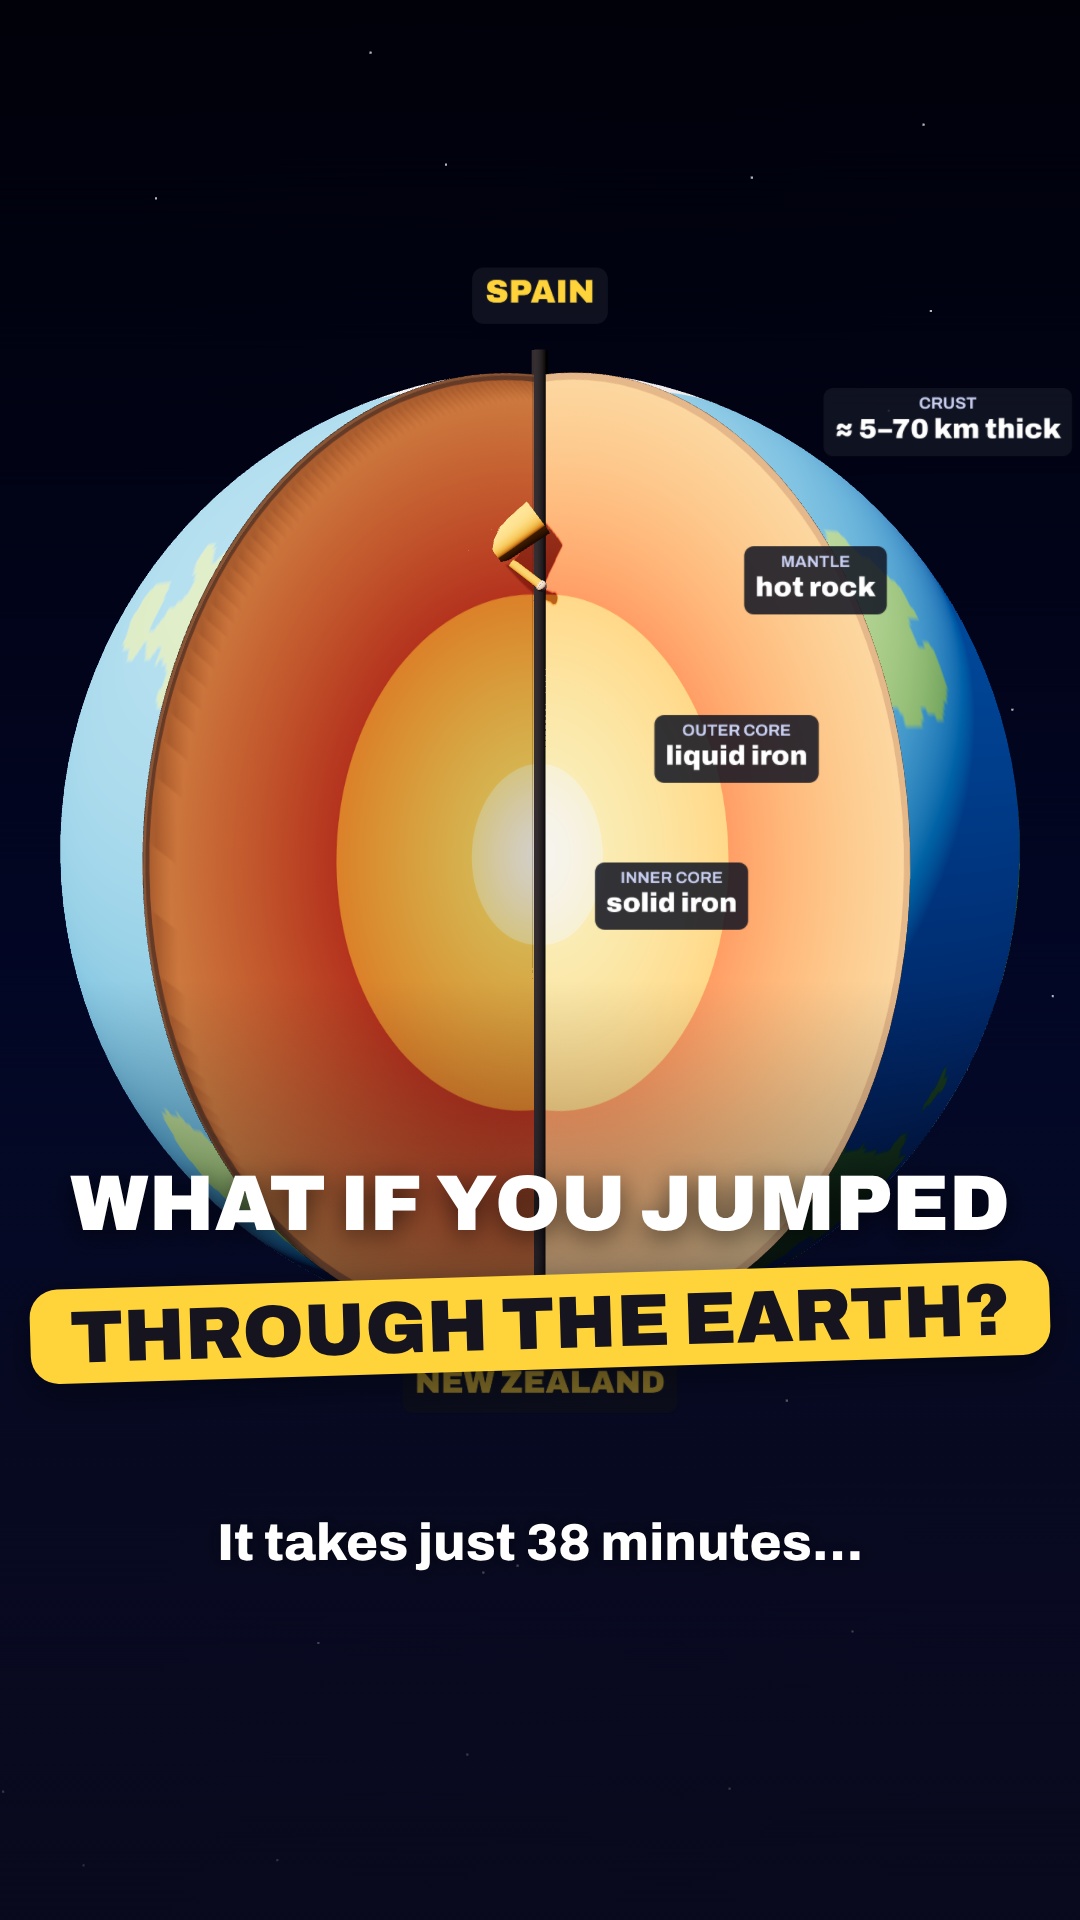 SPAIN
CRUST
≈ 5–70 km thick
MANTLE
hot rock
OUTER CORE
liquid iron
INNER CORE
solid iron
WHAT IF YOU JUMPED
THROUGH THE EARTH?
NEW ZEALAND
It takes just 38 minutes...